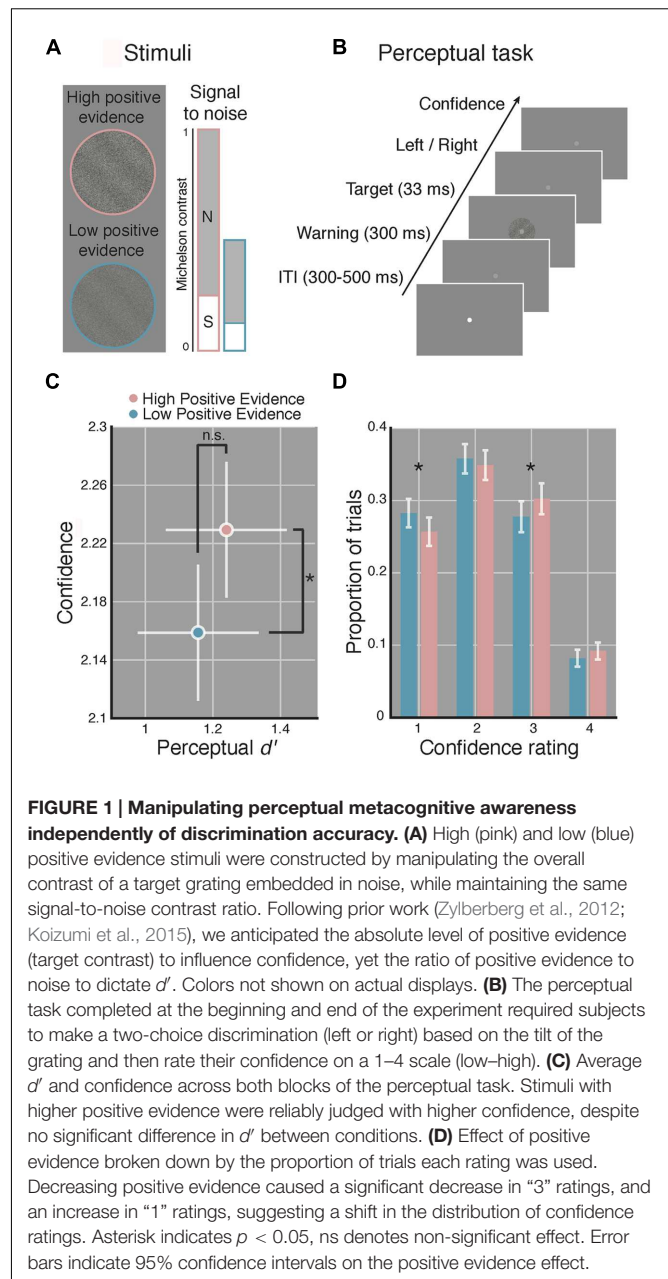 A
Stimuli
High positive
evidence
Low positive
evidence
Signal
to noise
Michelson contrast
1
0
N
S
B
Perceptual task
Confidence
Left / Right
Target (33 ms)
Warning (300 ms)
ITI (300-500 ms)
C
High Positive Evidence
Low Positive Evidence
n.s.
*
Confidence
2.3
2.26
2.22
2.18
2.14
2.1
1
1.2
1.4
Perceptual d′
D
Proportion of trials
0.4
0.3
0.2
0.1
0
*
*
1
2
3
4
Confidence rating
FIGURE 1 | Manipulating perceptual metacognitive awareness
independently of discrimination accuracy. (A) High (pink) and low (blue)
positive evidence stimuli were constructed by manipulating the overall
contrast of a target grating embedded in noise, while maintaining the same
signal-to-noise contrast ratio. Following prior work (Zylberberg et al., 2012;
Koizumi et al., 2015), we anticipated the absolute level of positive evidence
(target contrast) to influence confidence, yet the ratio of positive evidence to
noise to dictate d′. Colors not shown on actual displays. (B) The perceptual
task completed at the beginning and end of the experiment required subjects
to make a two-choice discrimination (left or right) based on the tilt of the
grating and then rate their confidence on a 1–4 scale (low–high). (C) Average
d′ and confidence across both blocks of the perceptual task. Stimuli with
higher positive evidence were reliably judged with higher confidence, despite
no significant difference in d′ between conditions. (D) Effect of positive
evidence broken down by the proportion of trials each rating was used.
Decreasing positive evidence caused a significant decrease in “3” ratings, and
an increase in “1” ratings, suggesting a shift in the distribution of confidence
ratings. Asterisk indicates p < 0.05, ns denotes non-significant effect. Error
bars indicate 95% confidence intervals on the positive evidence effect.